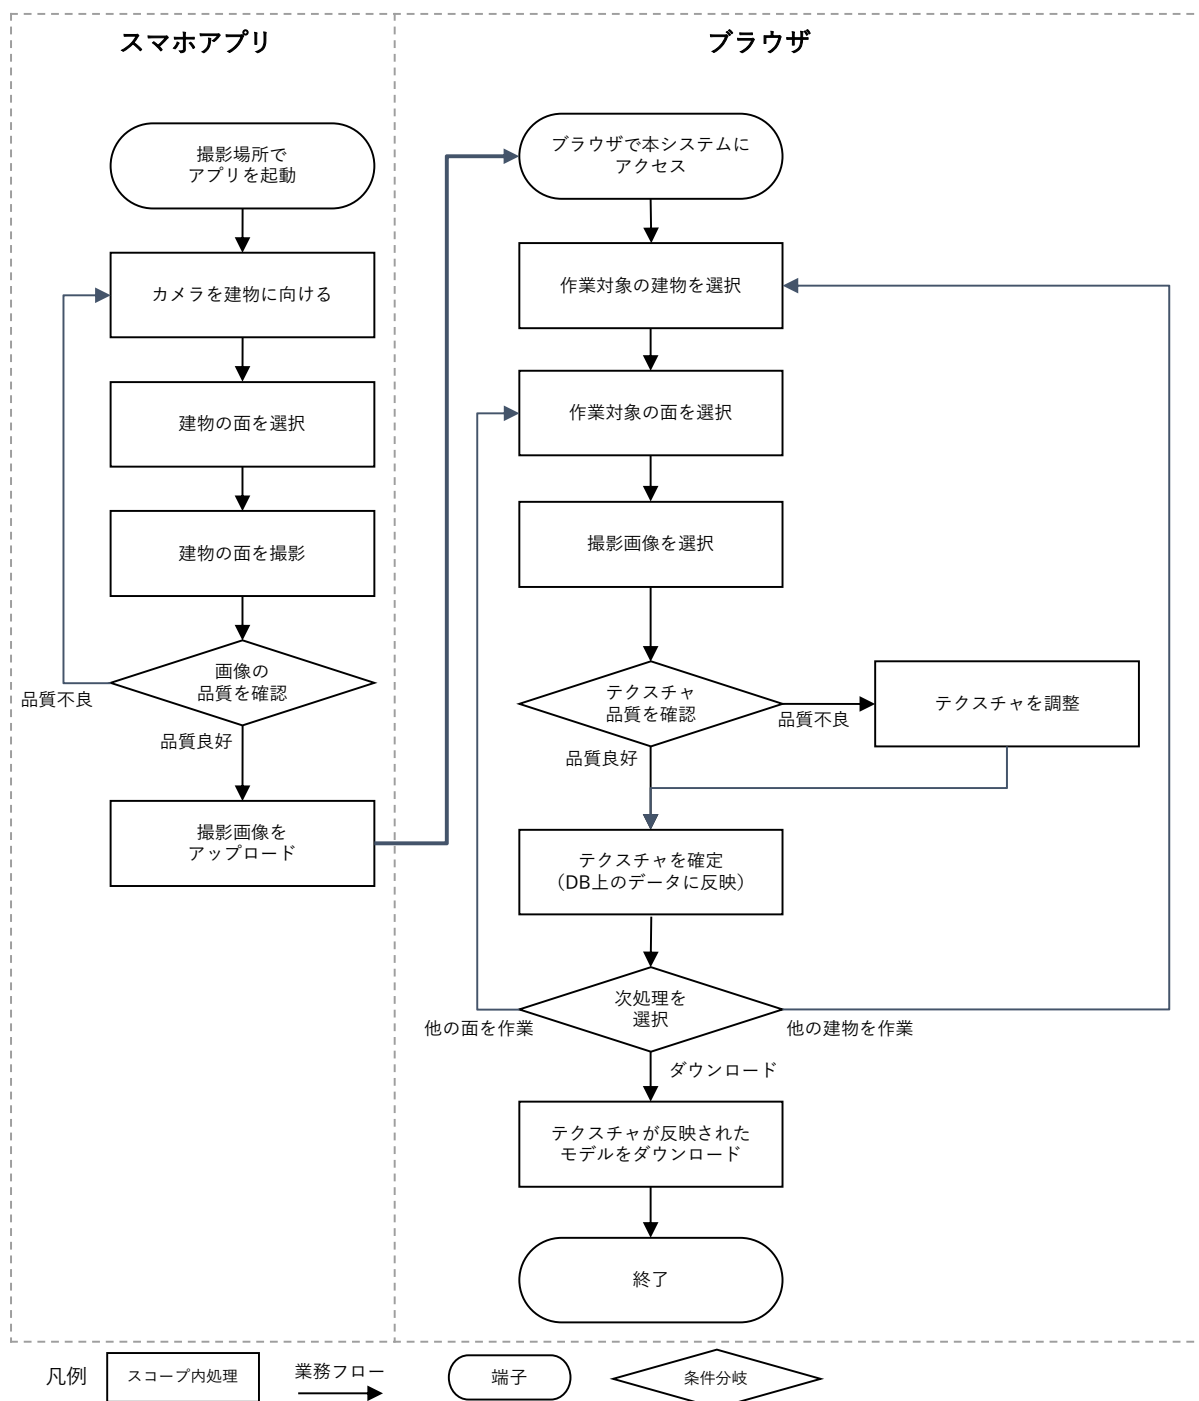 スマホアプリ
撮影場所で
アプリを起動
カメラを建物に向ける
建物の面を選択
建物の面を撮影
画像の
品質を確認
品質不良
品質良好
撮影画像を
アップロード
ブラウザ
ブラウザで本システムに
アクセス
作業対象の建物を選択
作業対象の面を選択
撮影画像を選択
テクスチャ
品質を確認
品質不良
テクスチャを調整
品質良好
テクスチャを確定
（DB上のデータに反映）
次処理を
選択
他の面を作業
他の建物を作業
ダウンロード
テクスチャが反映された
モデルをダウンロード
終了
凡例
スコープ内処理
業務フロー
端子
条件分岐